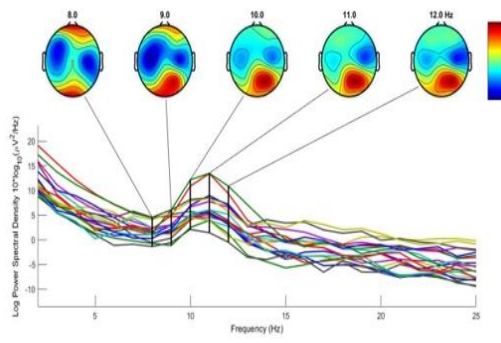 8.0 9.0 10.0 11.0 12.0 Hz
Log Power Spectral Density 10*log₁₀(μV²/Hz)
20
15
10
5
0
-5
-10
5 10 15 20 25
Frequency (Hz)